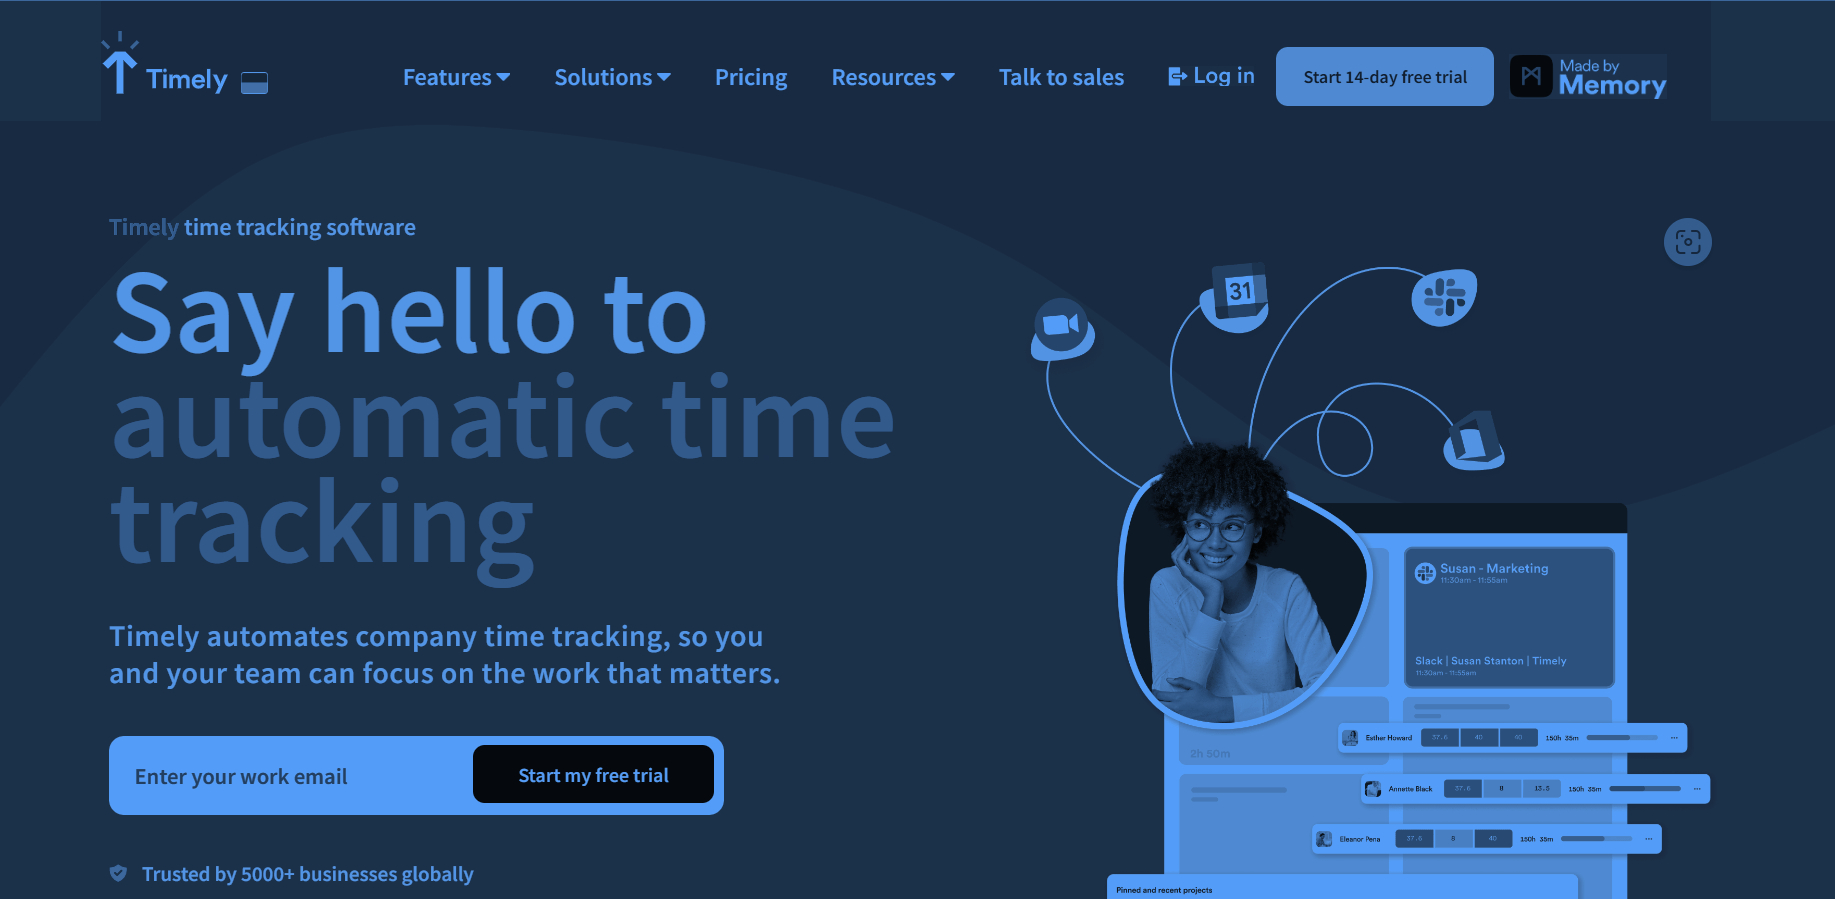 Timely
Features
Solutions
Pricing
Resources
Talk to sales
Log in
Start 14-day free trial
Made by
Memory
Timely time tracking software
Say hello to
automatic time
tracking
Timely automates company time tracking, so you
and your team can focus on the work that matters.
Enter your work email
Start my free trial
Trusted by 5000+ businesses globally
31
Susan - Marketing
11:30am - 11:55am
Slack | Susan Stanton | Timely
11:30am - 11:55am
2h 50m
Esther Howard 37.6 40 40 150h 35m
Annette Black 37.6 8 13.5 150h 35m
Eleanor Pena 37.6 8 40 150h 35m
Pinned and recent projects